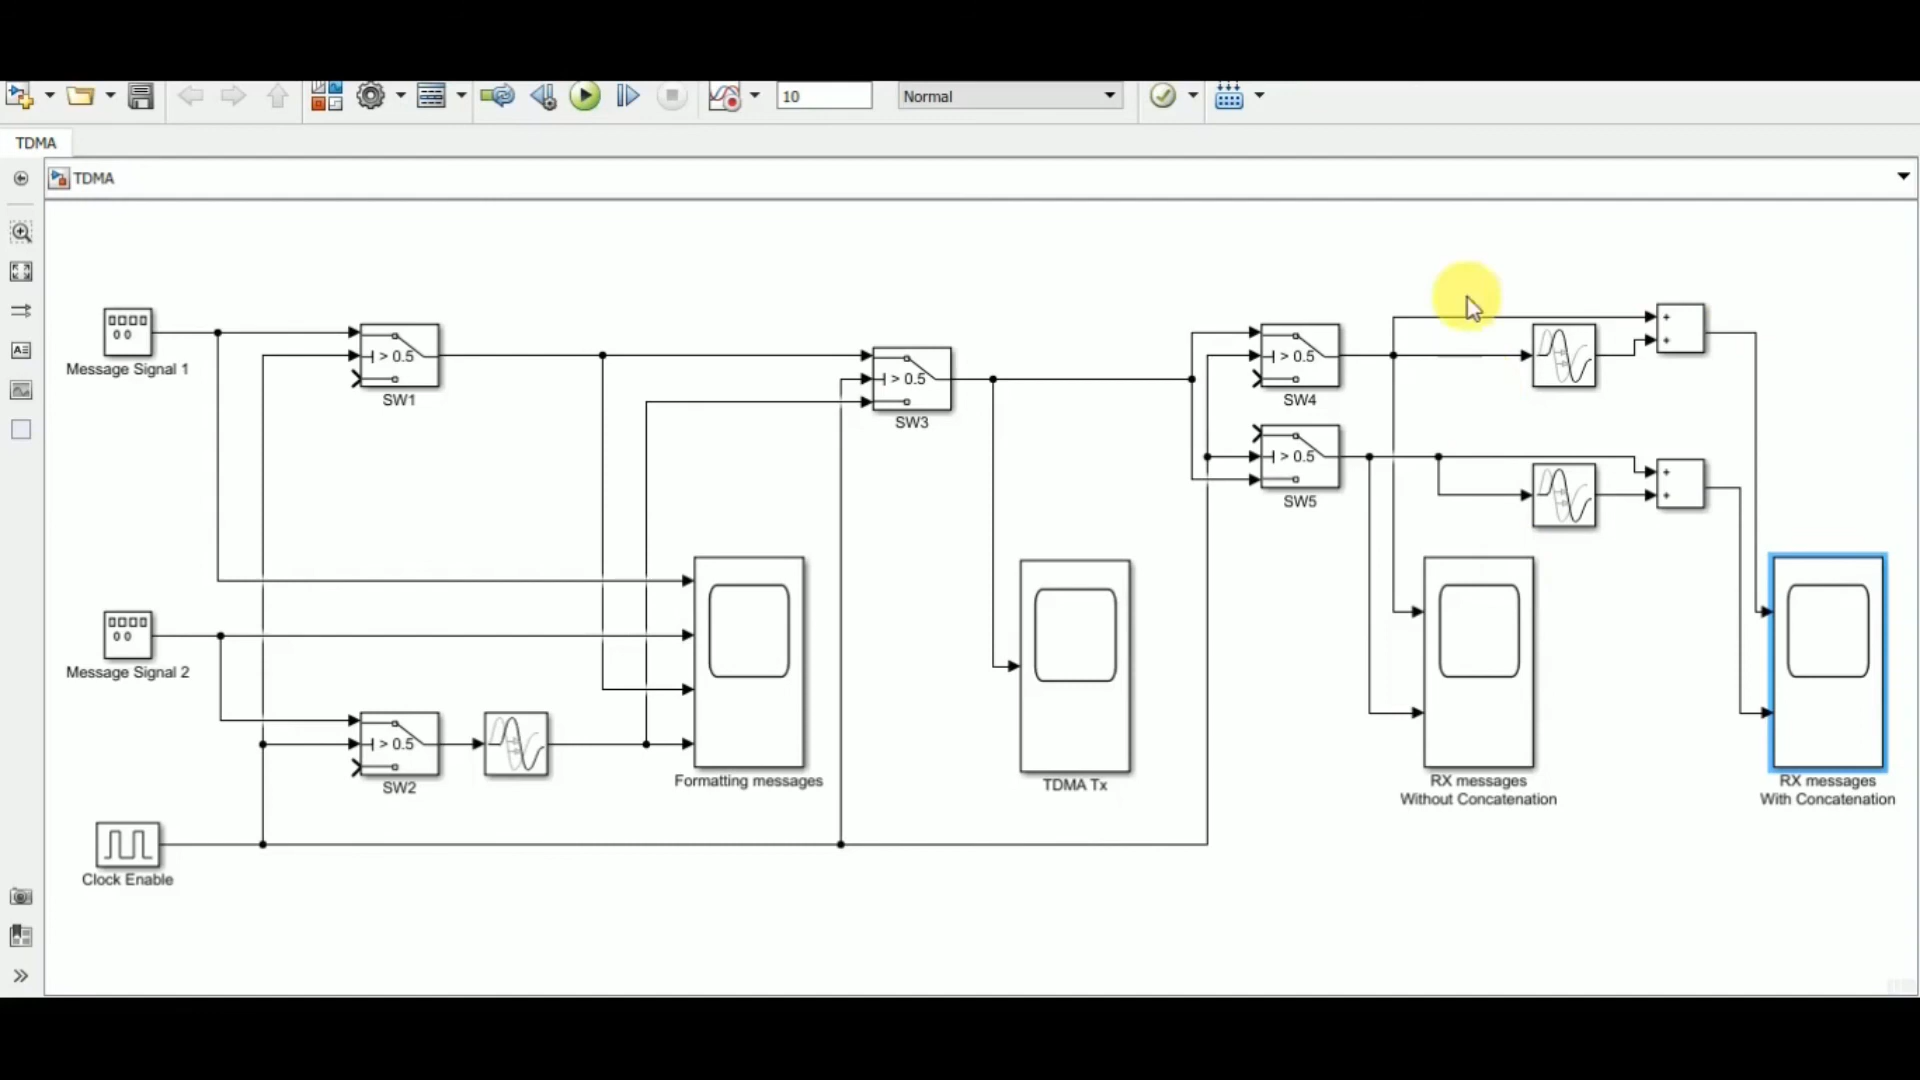 10
Normal
TDMA
TDMA
Message Signal 1
> 0.5
SW1
> 0.5
SW3
> 0.5
SW4
> 0.5
SW5
+
+
+
+
Message Signal 2
> 0.5
SW2
Formatting messages
TDMA Tx
RX messages
Without Concatenation
RX messages
With Concatenation
Clock Enable